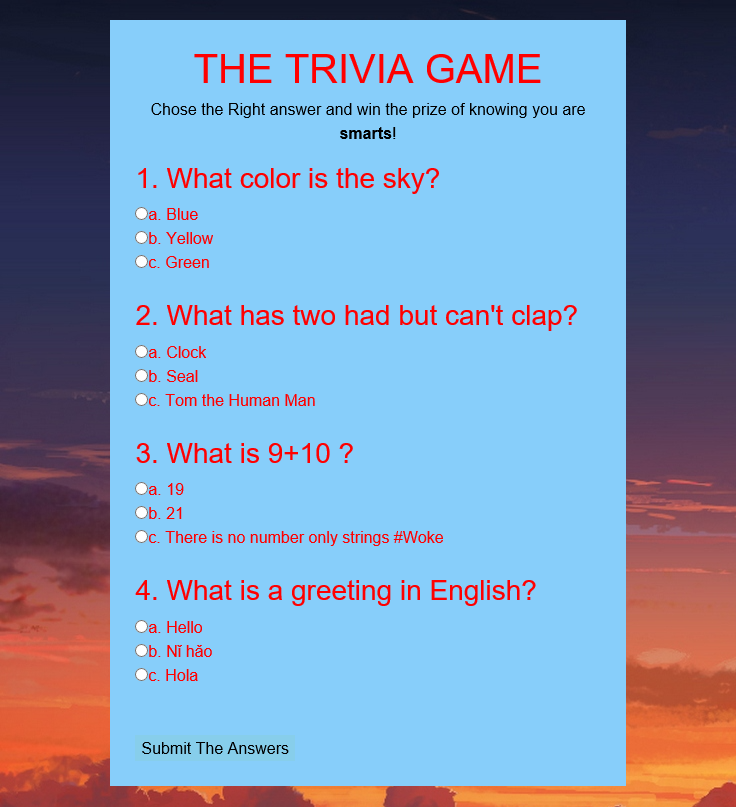 THE TRIVIA GAME
Chose the Right answer and win the prize of knowing you are
smarts!
1. What color is the sky?
a. Blue
b. Yellow
c. Green
2. What has two had but can't clap?
a. Clock
b. Seal
c. Tom the Human Man
3. What is 9+10 ?
a. 19
b. 21
c. There is no number only strings #Woke
4. What is a greeting in English?
a. Hello
b. Nǐ hǎo
c. Hola
Submit The Answers